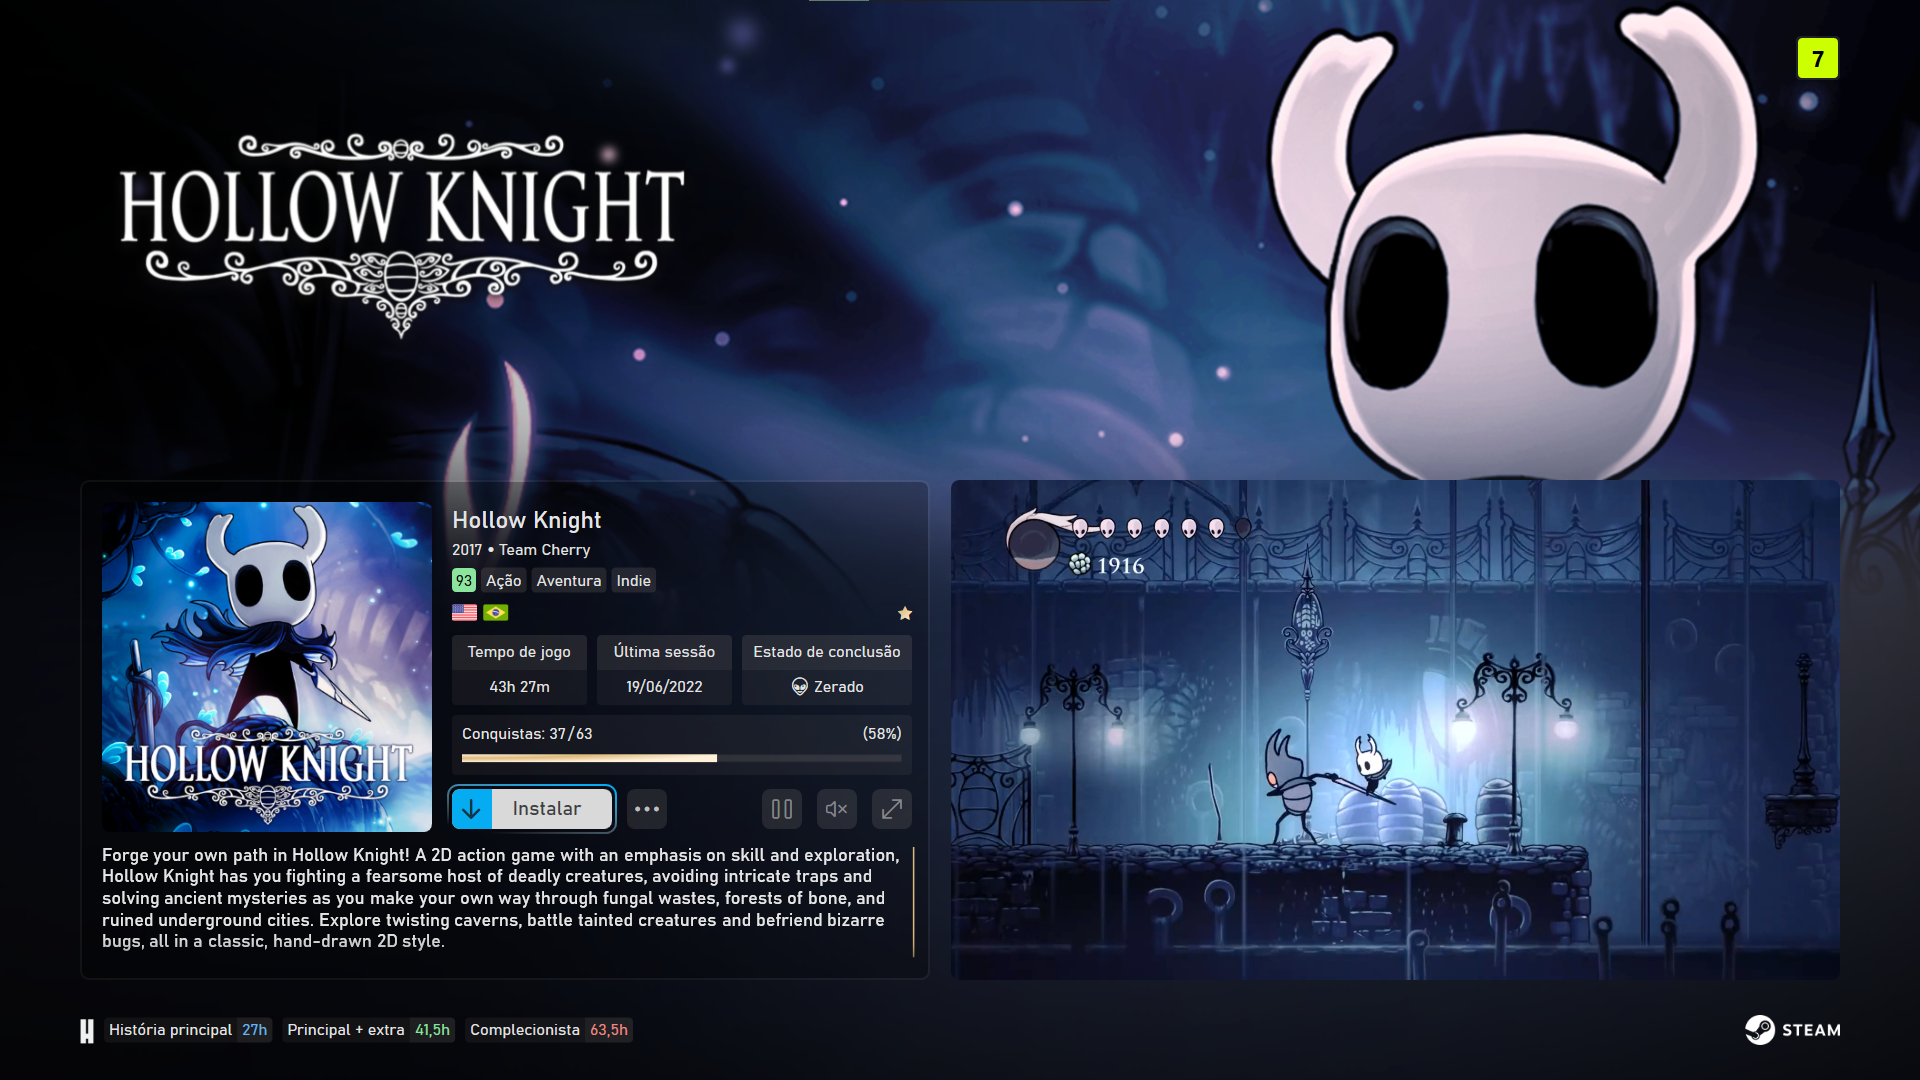 7
HOLLOW KNIGHT
HOLLOW KNIGHT
Hollow Knight
2017 • Team Cherry
93 Ação Aventura Indie
Tempo de jogo Última sessão Estado de conclusão
43h 27m 19/06/2022 Zerado
Conquistas: 37/63 (58%)
Instalar
Forge your own path in Hollow Knight! A 2D action game with an emphasis on skill and exploration,
Hollow Knight has you fighting a fearsome host of deadly creatures, avoiding intricate traps and
solving ancient mysteries as you make your own way through fungal wastes, forests of bone, and
ruined underground cities. Explore twisting caverns, battle tainted creatures and befriend bizarre
bugs, all in a classic, hand-drawn 2D style.
1916
História principal 27h Principal + extra 41,5h Complecionista 63,5h
STEAM